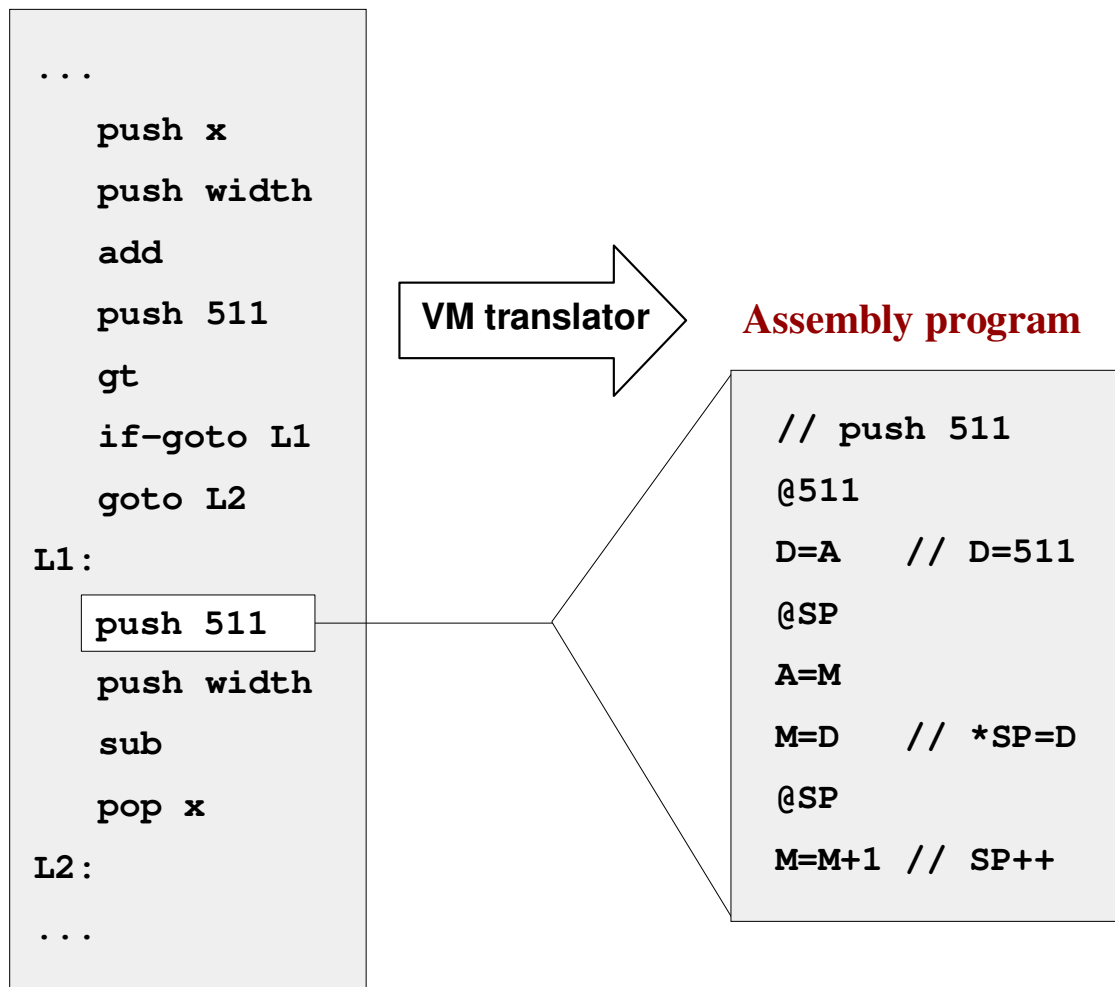 ...
push x
push width
add
push 511
gt
if-goto L1
goto L2
L1:
push 511
push width
sub
pop x
L2:
...
VM translator
Assembly program
// push 511
@511
D=A // D=511
@SP
A=M
M=D // *SP=D
@SP
M=M+1 // SP++